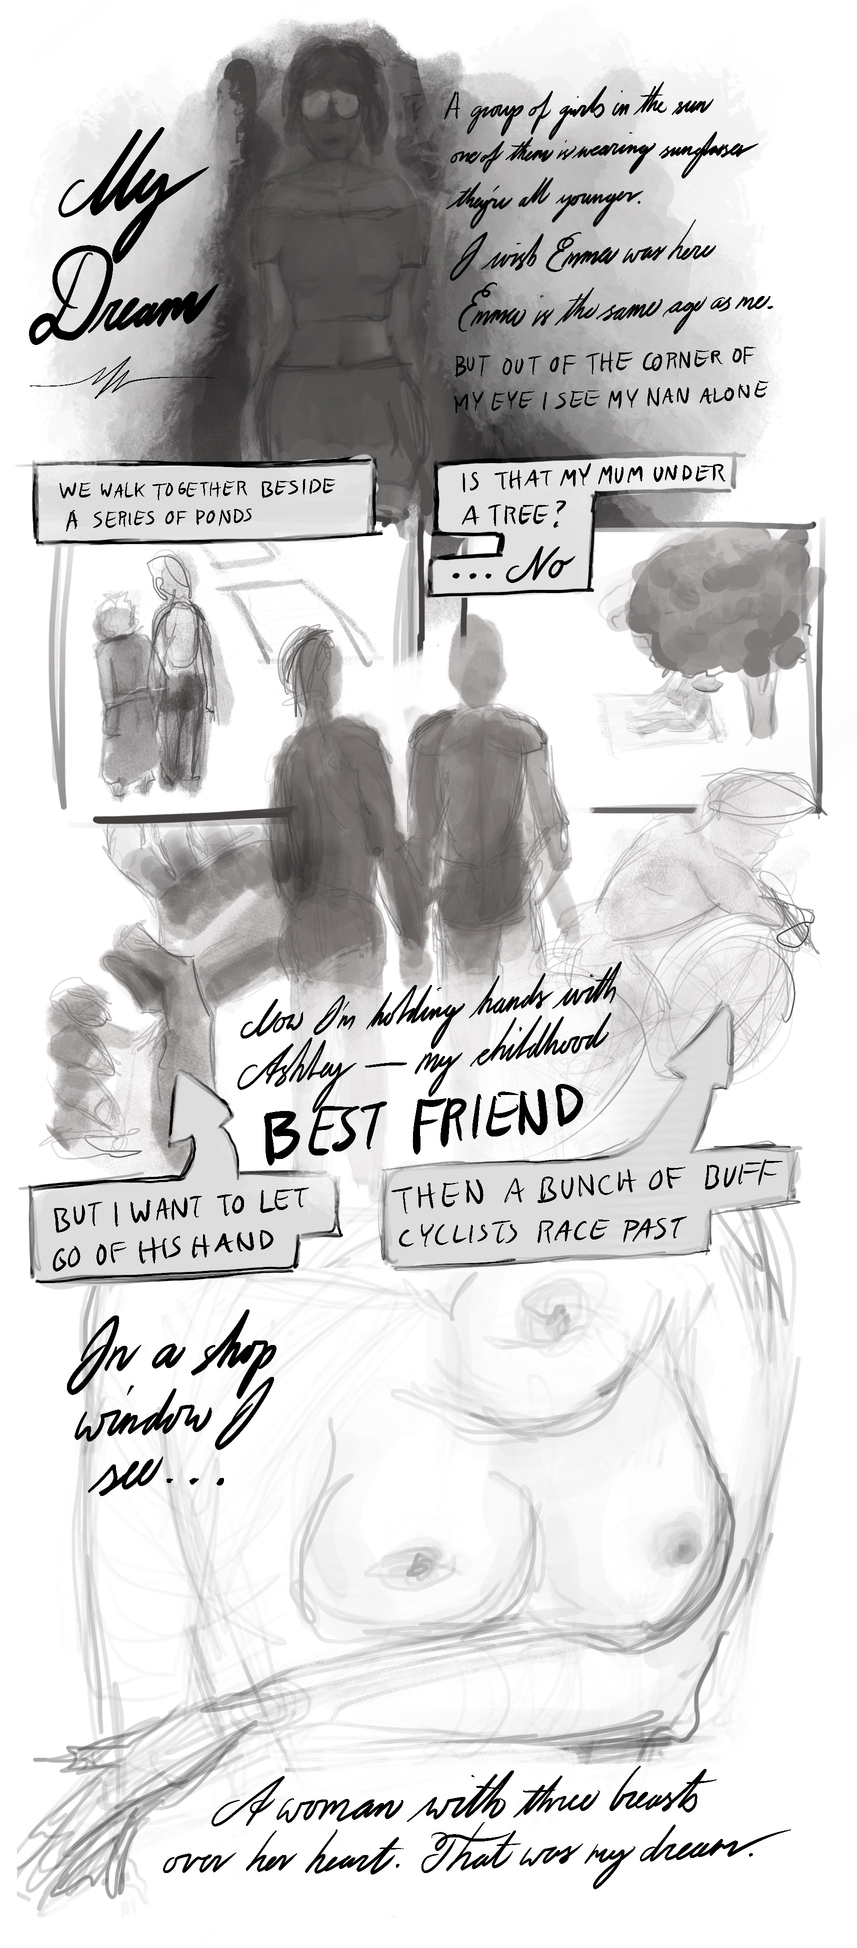 My
Dream
A group of girls in the sun
one of them is wearing sunglasses
they're all younger.
I wish Emma was here
Emma is the same age as me.
BUT OUT OF THE CORNER OF
MY EYE I SEE MY NAN ALONE
WE WALK TOGETHER BESIDE
A SERIES OF PONDS
IS THAT MY MUM UNDER
A TREE?
... No
Now I'm holding hands with
Ashley — my childhood
BEST FRIEND
BUT I WANT TO LET
GO OF HIS HAND
THEN A BUNCH OF BUFF
CYCLISTS RACE PAST
In a shop
window I
see...
A woman with three breasts
over her heart. That was my dream.